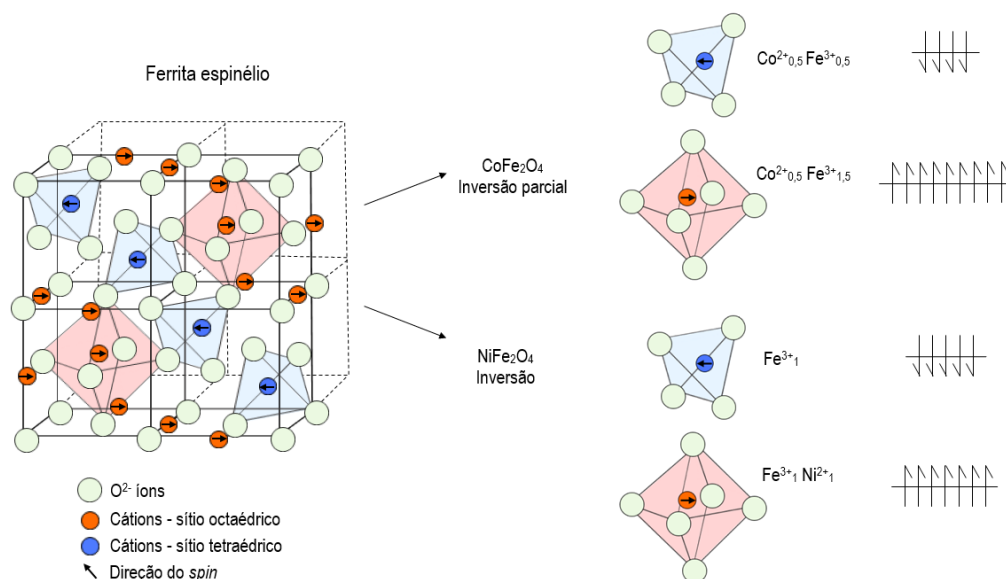 Ferrita espinélio
CoFe2O4
Inversão parcial
NiFe2O4
Inversão
Co2+0,5 Fe3+0,5
Co2+0,5 Fe3+1,5
Fe3+1
Fe3+1 Ni2+1
O2- íons
Cátions - sítio octaédrico
Cátions - sítio tetraédrico
Direção do spin